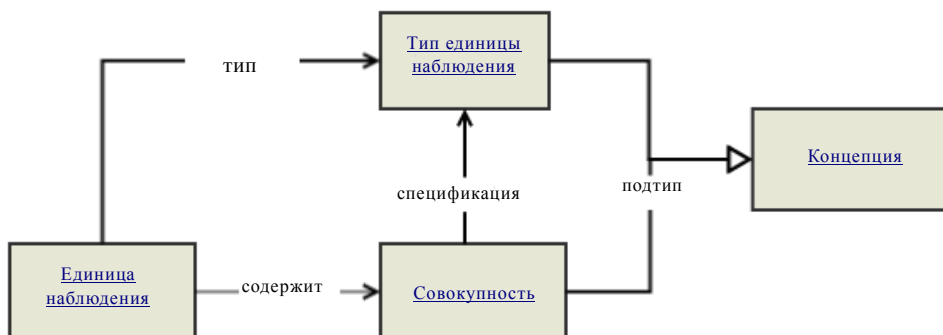 Тип единицы
наблюдения
тип
Концепция
подтип
спецификация
Единица
наблюдения
содержит
Совокупность